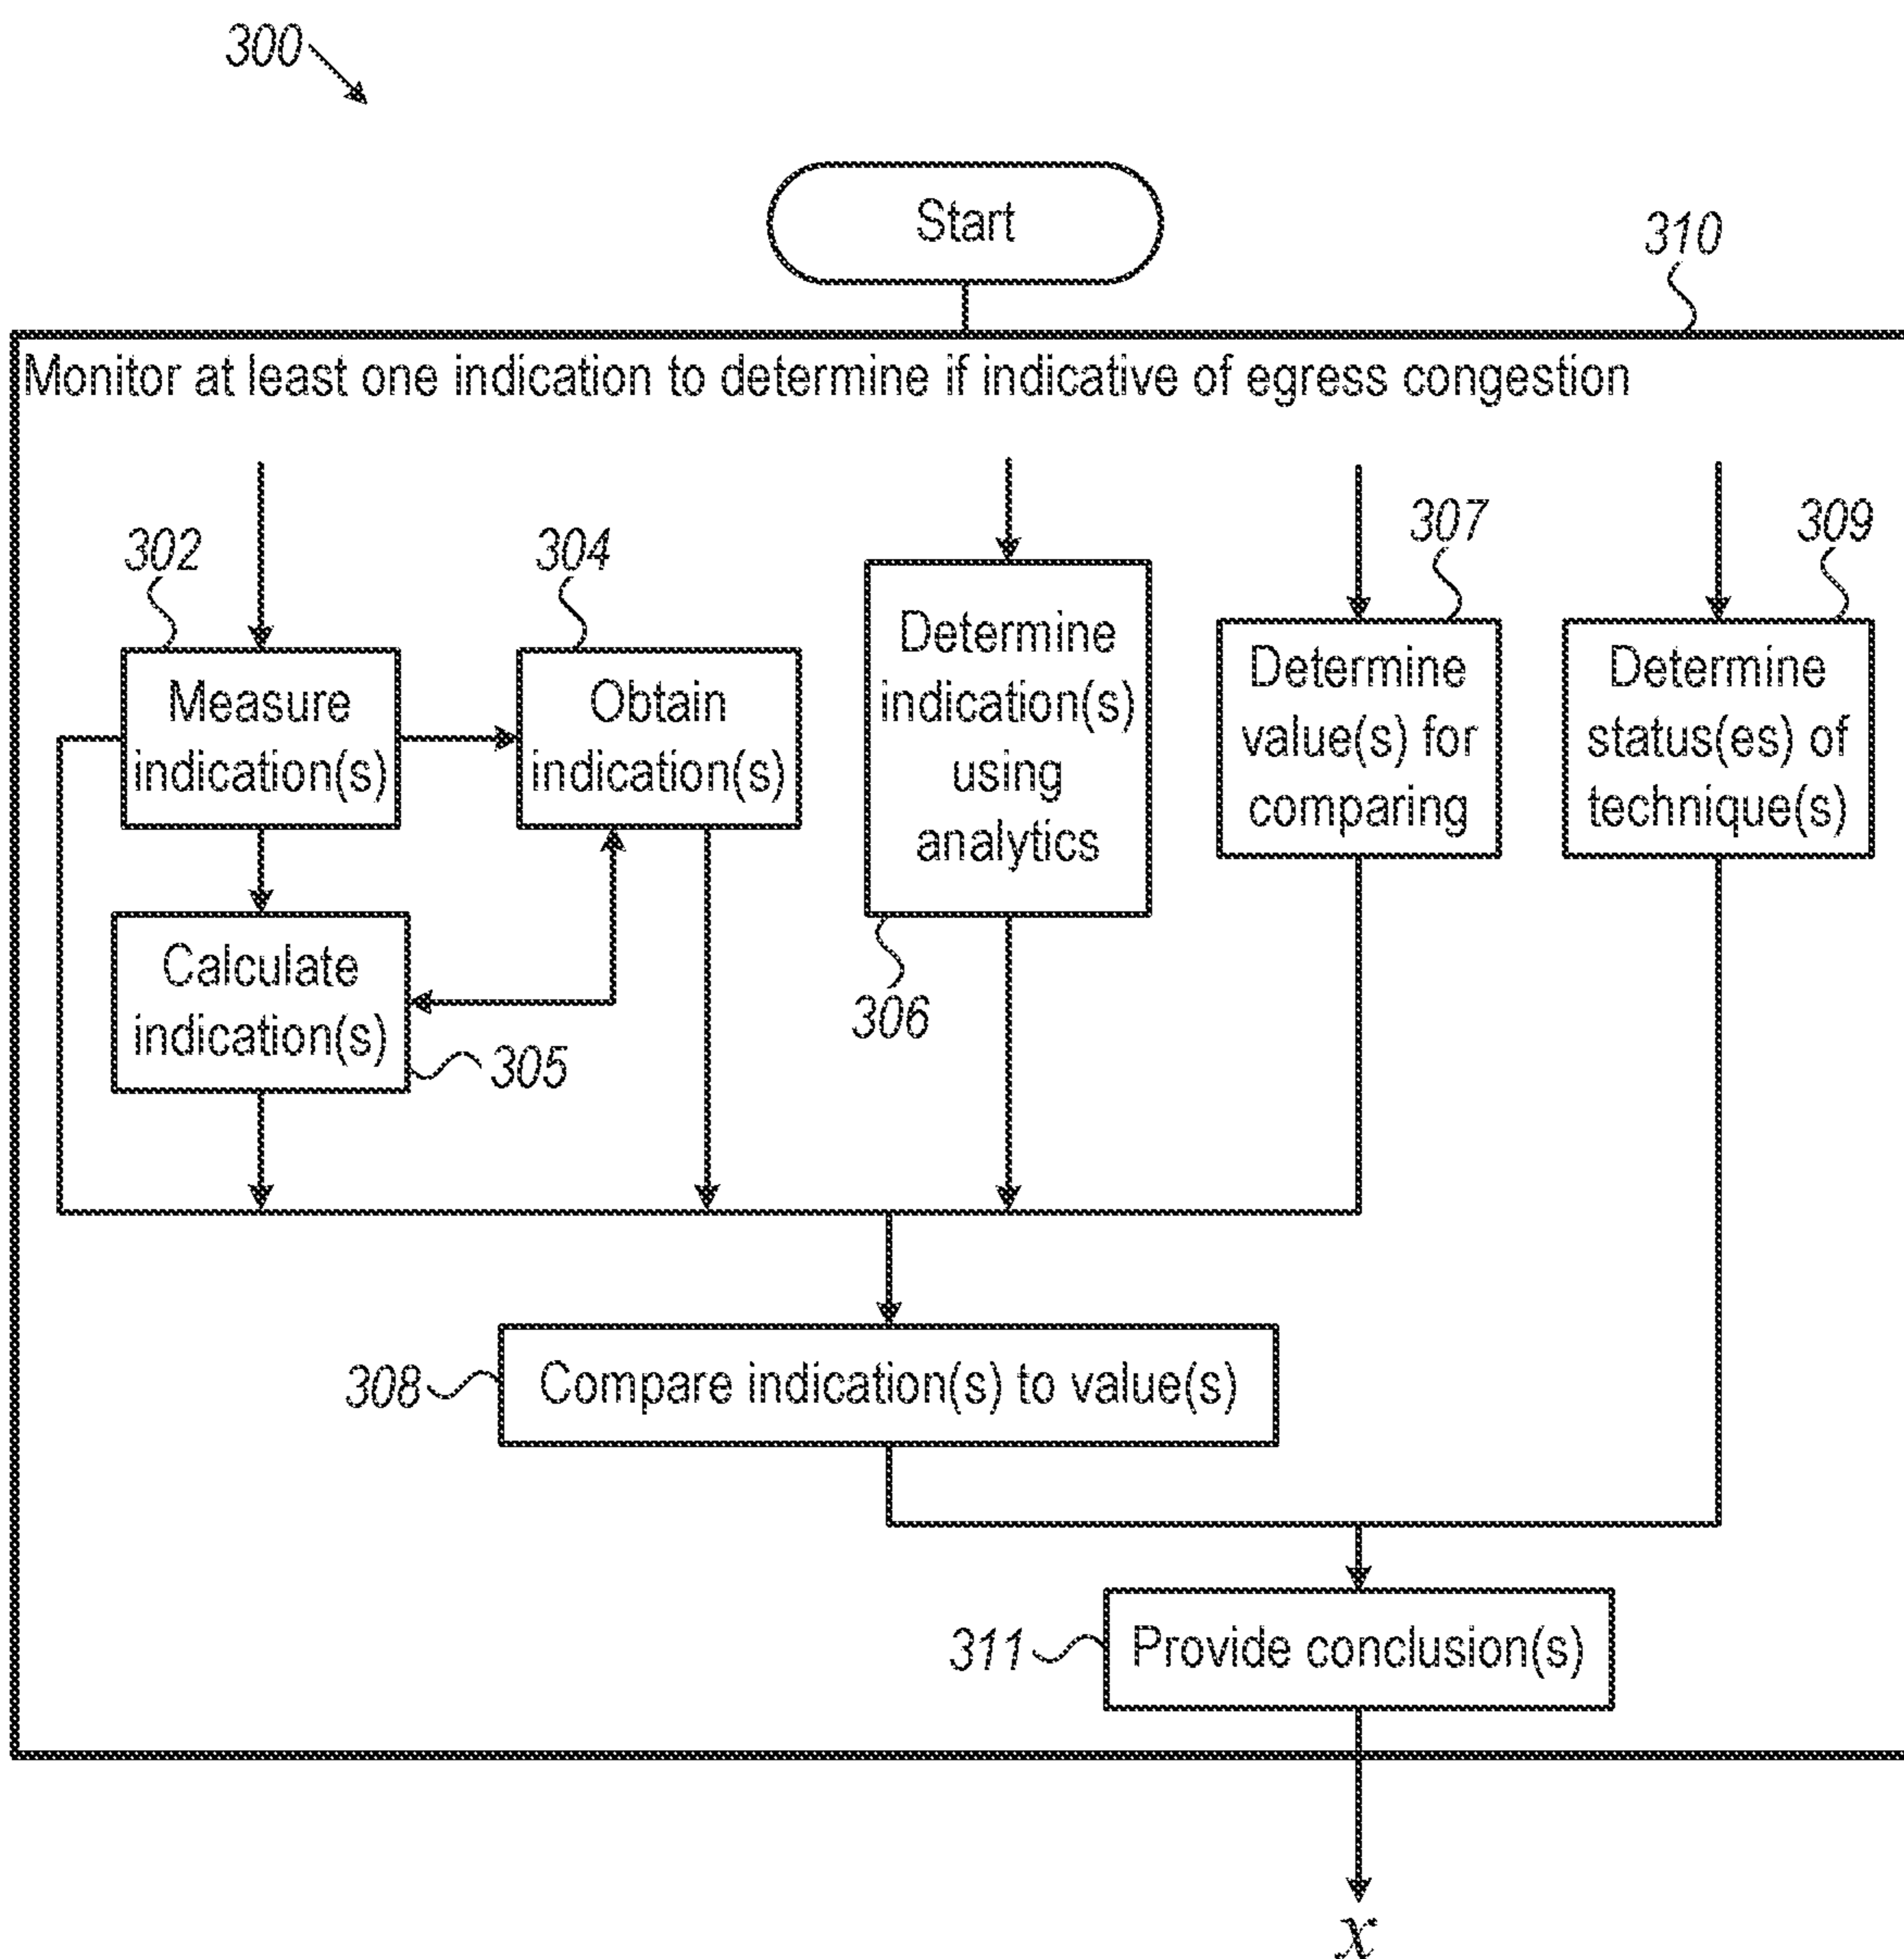 300
Start
310
Monitor at least one indication to determine if indicative of egress congestion
302
304
307
309
Measure
indication(s)
Obtain
indication(s)
Determine
indication(s)
using
analytics
Determine
value(s) for
comparing
Determine
status(es) of
technique(s)
Calculate
indication(s)
305
306
308
Compare indication(s) to value(s)
311
Provide conclusion(s)
x